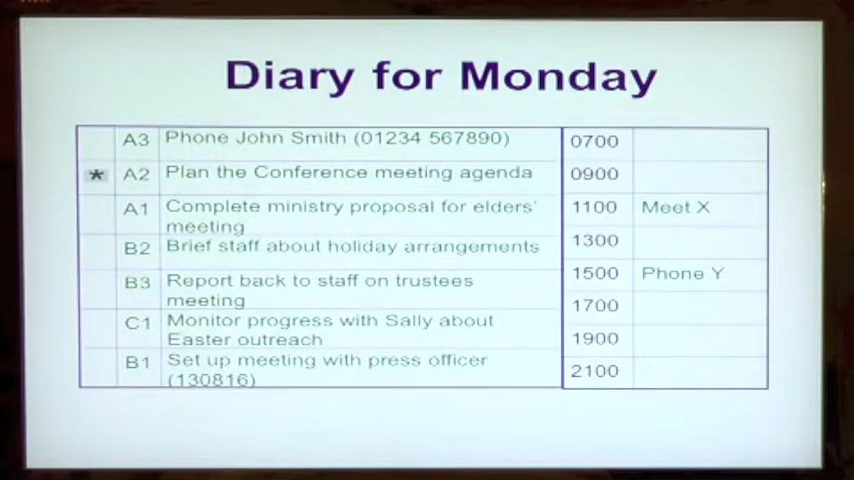 Diary for Monday
A3 Phone John Smith (01234 567890)
* A2 Plan the Conference meeting agenda
A1 Complete ministry proposal for elders'
meeting
B2 Brief staff about holiday arrangements
B3 Report back to staff on trustees
meeting
C1 Monitor progress with Sally about
Easter outreach
B1 Set up meeting with press officer
(130816)
0700
0900
1100 Meet X
1300
1500 Phone Y
1700
1900
2100